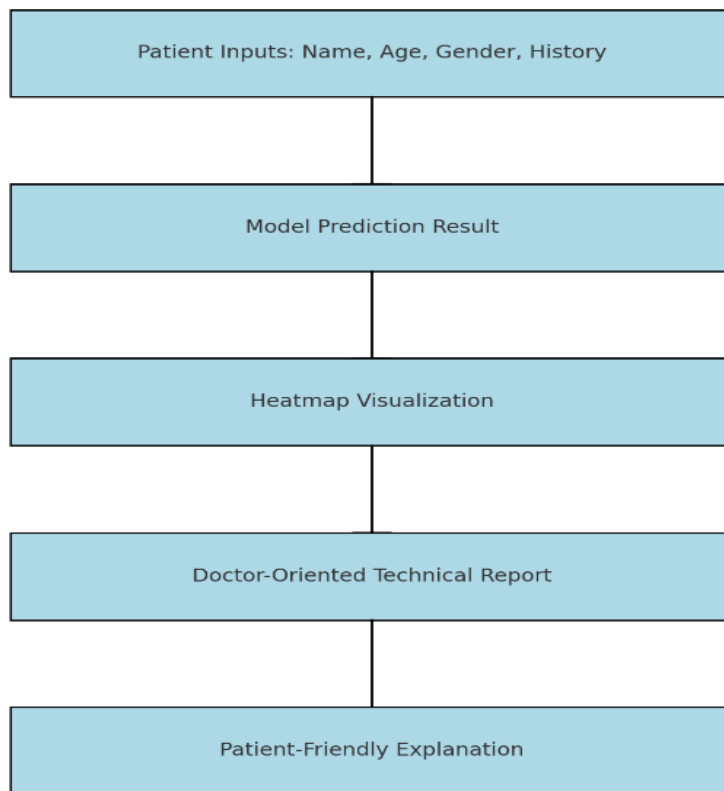 Patient Inputs: Name, Age, Gender, History
Model Prediction Result
Heatmap Visualization
Doctor-Oriented Technical Report
Patient-Friendly Explanation